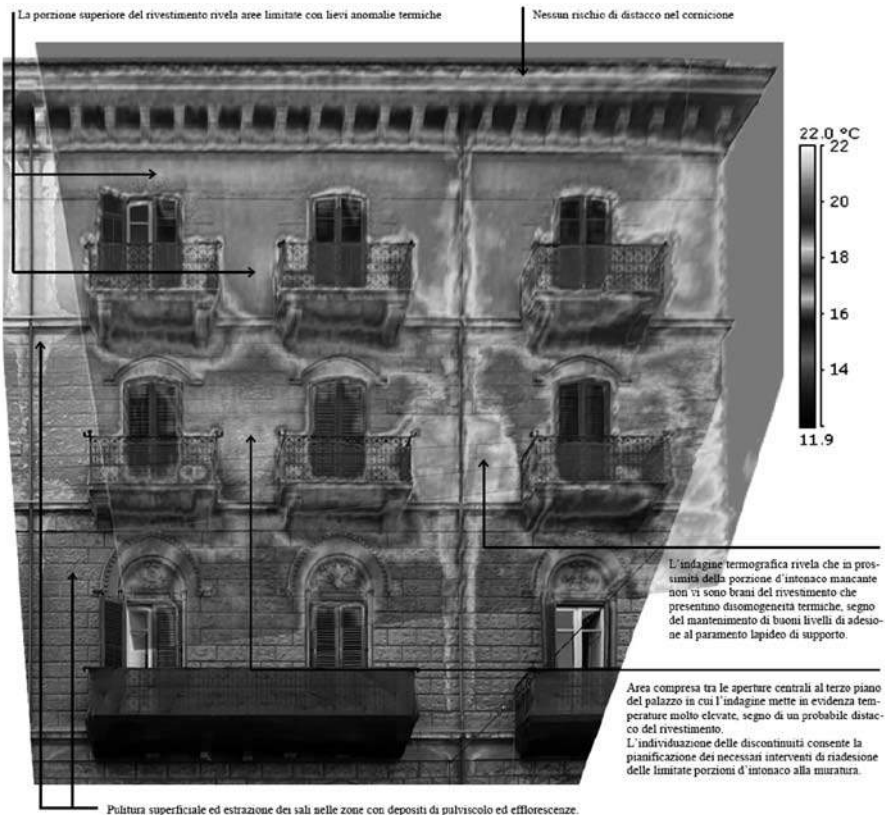 La porzione superiore del rivestimento rivela aree limitate con lievi anomalie termiche
Nessun rischio di distacco nel cornicione
22.0 °C
22
20
18
16
14
11.9
L’indagine termografica rivela che in pros-
simità della porzione d’intonaco mancante
non vi sono brani del rivestimento che
presentino disomogeneità termiche, segno
del mantenimento di buoni livelli di adesio-
ne al paramento lapideo di supporto.
Area compresa tra le aperture centrali al terzo piano
del palazzo in cui l’indagine mette in evidenza tem-
perature molto elevate, segno di un probabile distac-
co del rivestimento.
L’individuazione delle discontinuità consente la
pianificazione dei necessari interventi di riadesione
delle limitate porzioni d’intonaco alla muratura.
Pulitura superficiale ed estrazione dei sali nelle zone con depositi di pulviscolo ed efflorescenze.